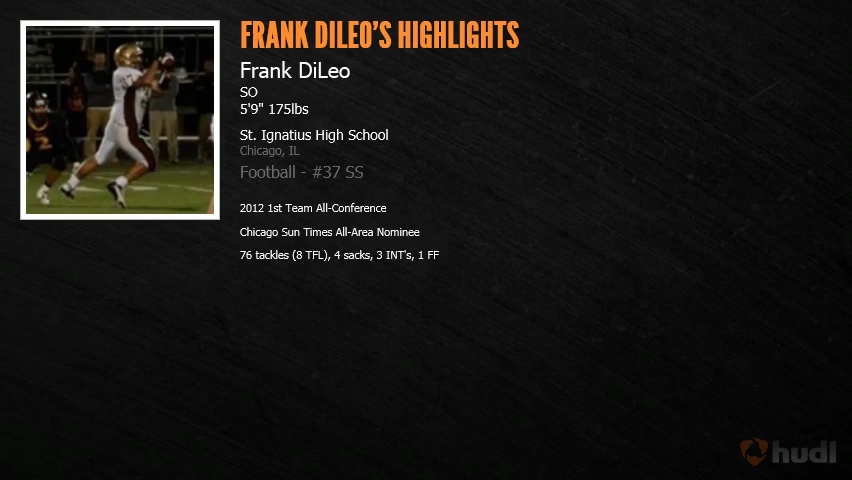 FRANK DILEO'S HIGHLIGHTS
Frank DiLeo
SO
5'9" 175lbs
St. Ignatius High School
Chicago, IL
Football - #37 SS
2012 1st Team All-Conference
Chicago Sun Times All-Area Nominee
76 tackles (8 TFL), 4 sacks, 3 INT's, 1 FF
hudl